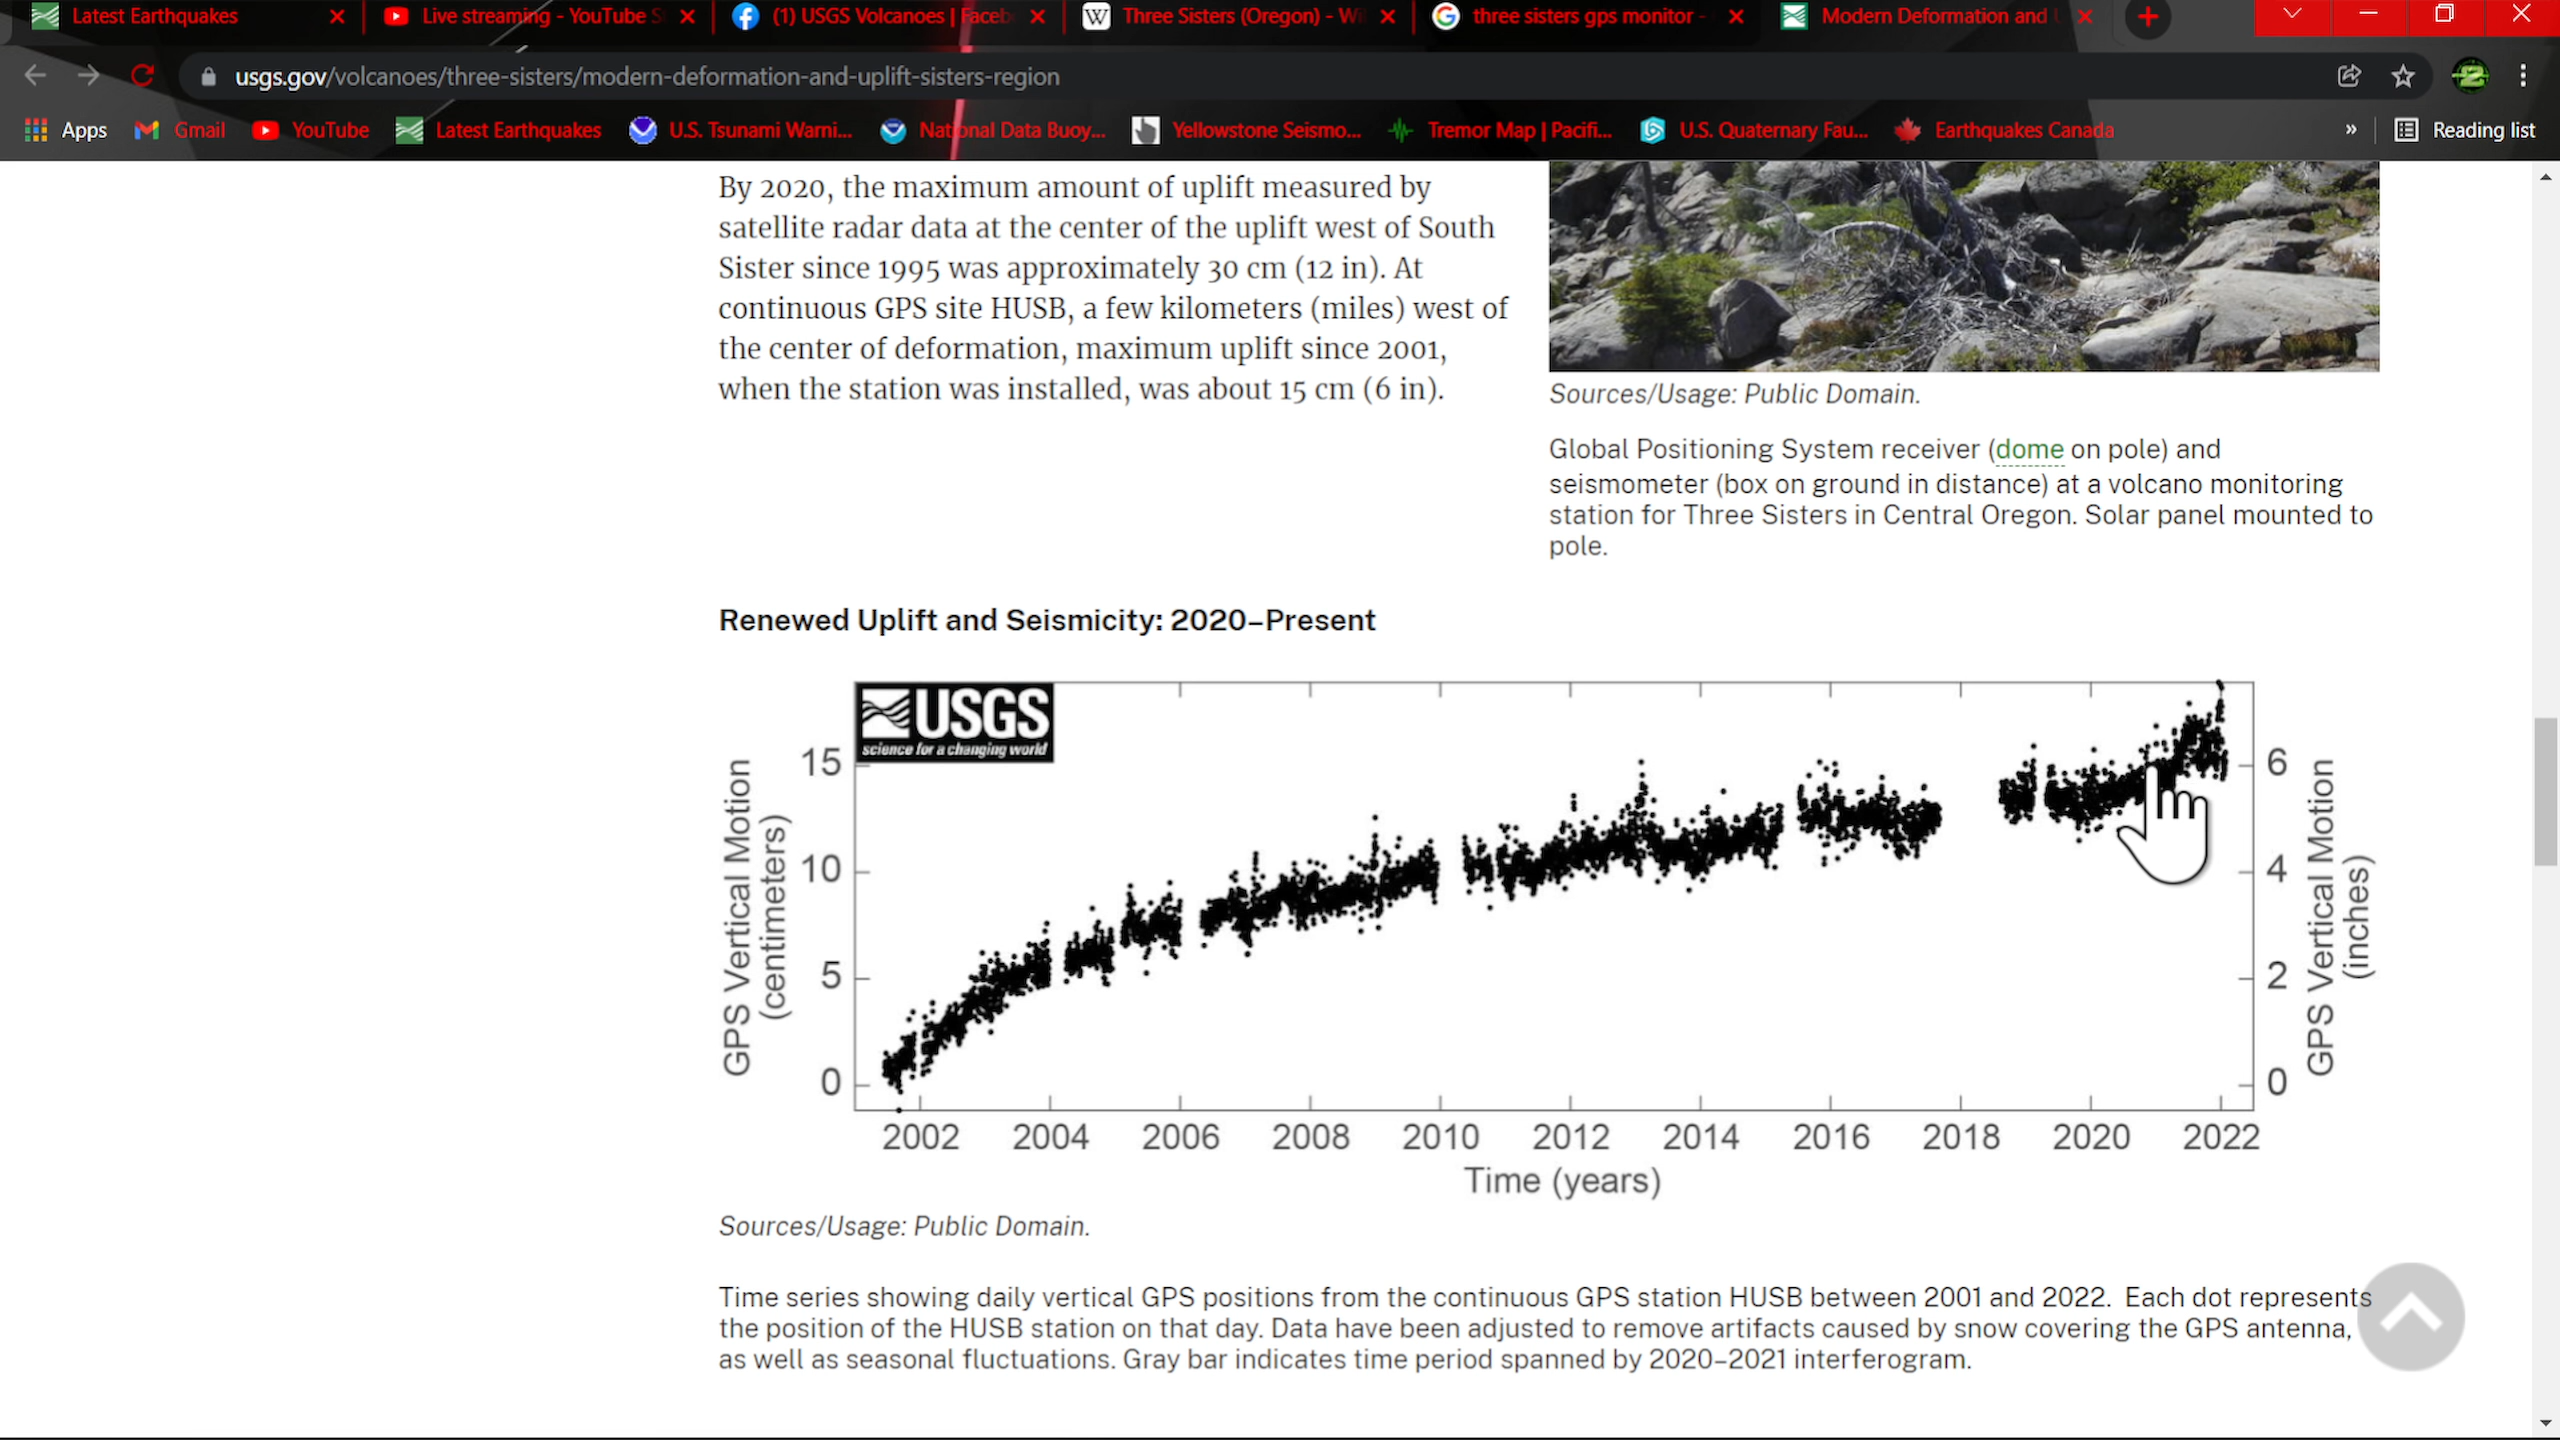 Latest Earthquakes
Live streaming - YouTube S
(1) USGS Volcanoes | Faceb
Three Sisters (Oregon) - Wi
three sisters gps monitor -
Modern Deformation and U
usgs.gov/volcanoes/three-sisters/modern-deformation-and-uplift-sisters-region
Apps
Gmail
YouTube
Latest Earthquakes
U.S. Tsunami Warni...
National Data Buoy...
Yellowstone Seismo...
Tremor Map | Pacifi...
U.S. Quaternary Fau...
Earthquakes Canada
»
Reading list
By 2020, the maximum amount of uplift measured by
satellite radar data at the center of the uplift west of South
Sister since 1995 was approximately 30 cm (12 in). At
continuous GPS site HUSB, a few kilometers (miles) west of
the center of deformation, maximum uplift since 2001,
when the station was installed, was about 15 cm (6 in).
Sources/Usage: Public Domain.
Global Positioning System receiver (dome on pole) and
seismometer (box on ground in distance) at a volcano monitoring
station for Three Sisters in Central Oregon. Solar panel mounted to
pole.
Renewed Uplift and Seismicity: 2020–Present
USGS
science for a changing world
GPS Vertical Motion
(centimeters)
15
10
5
0
6
4
2
0
GPS Vertical Motion
(inches)
2002 2004 2006 2008 2010 2012 2014 2016 2018 2020 2022
Time (years)
Sources/Usage: Public Domain.
Time series showing daily vertical GPS positions from the continuous GPS station HUSB between 2001 and 2022. Each dot represents
the position of the HUSB station on that day. Data have been adjusted to remove artifacts caused by snow covering the GPS antenna,
as well as seasonal fluctuations. Gray bar indicates time period spanned by 2020–2021 interferogram.